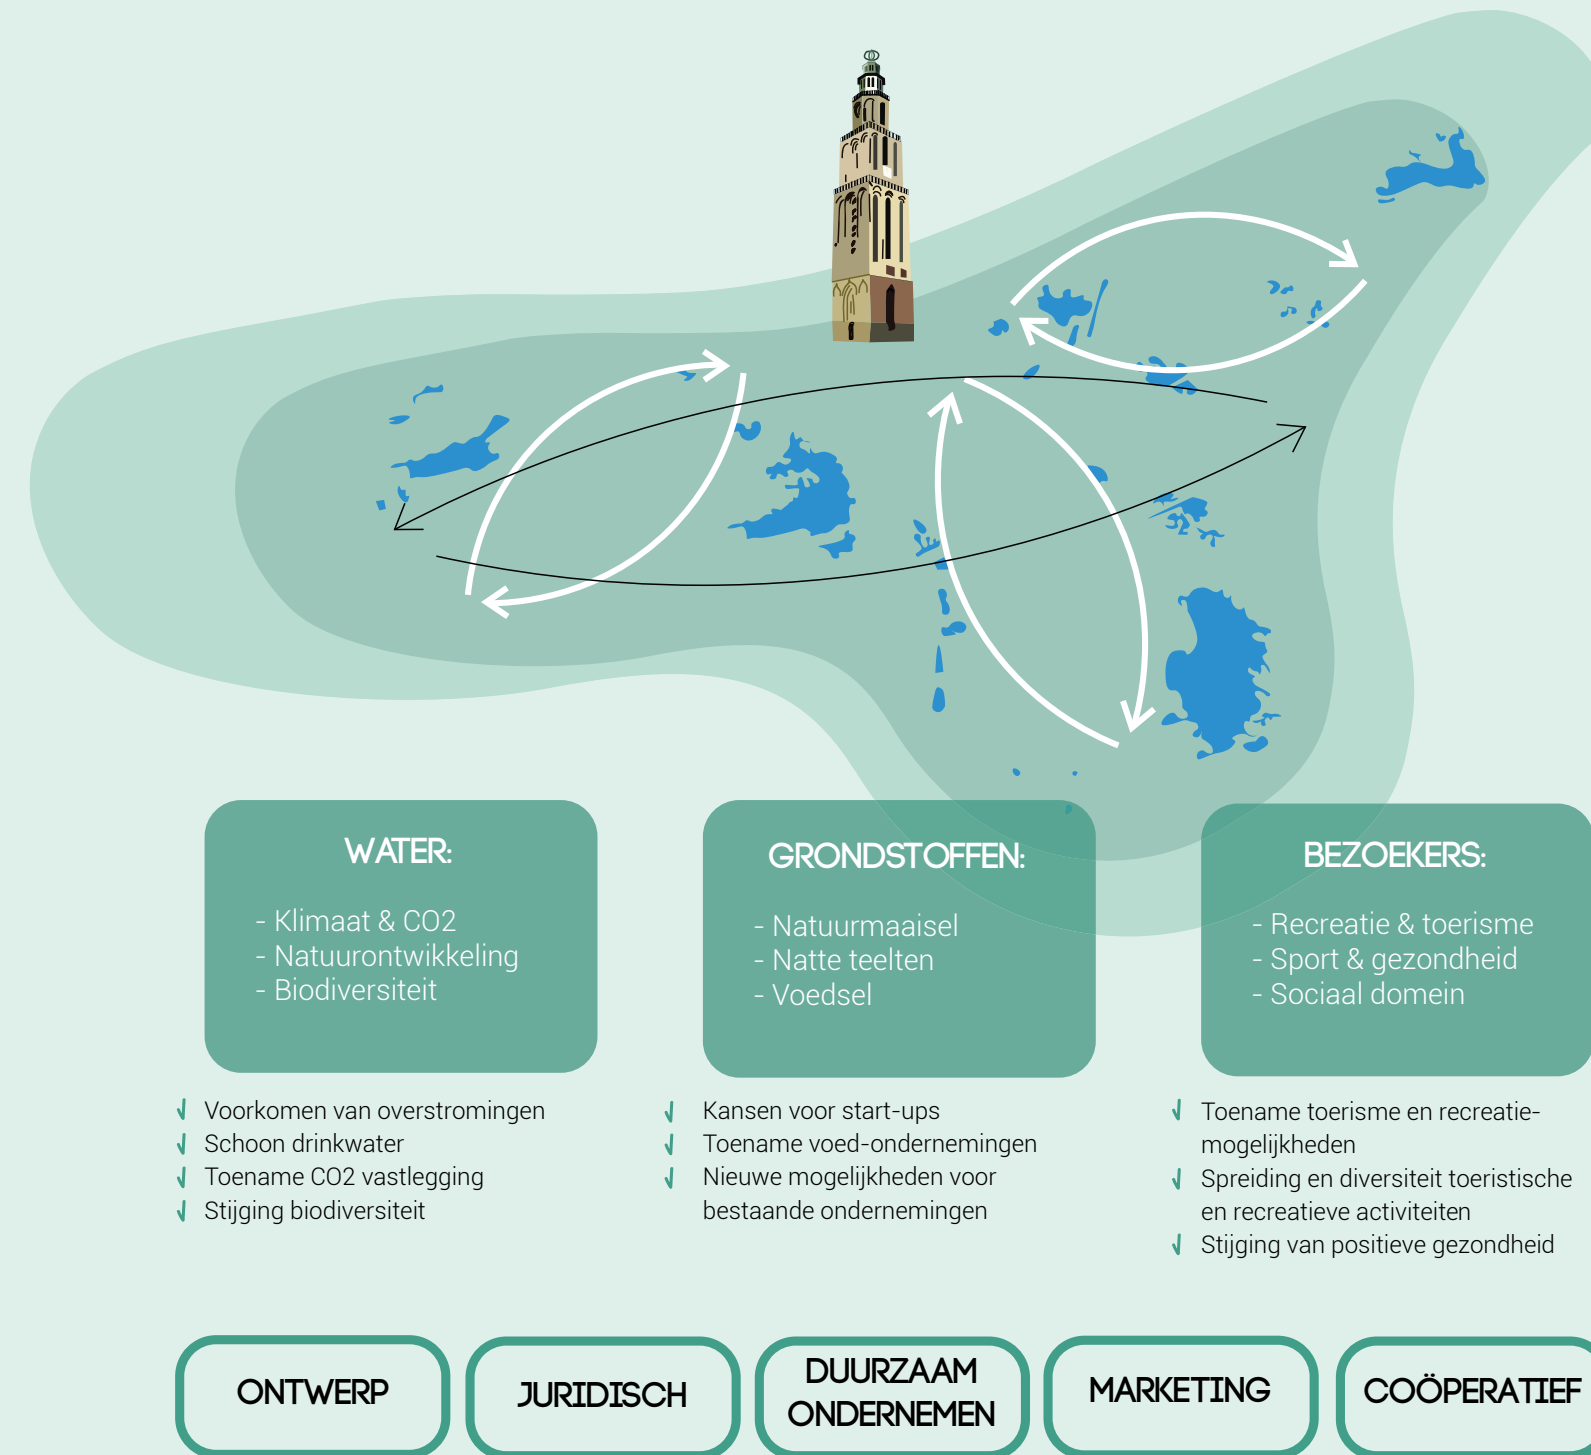 WATER:
- Klimaat & CO2
- Natuurontwikkeling
- Biodiversiteit
Voorkomen van overstromingen
Schoon drinkwater
Toename CO2 vastlegging
Stijging biodiversiteit
GRONDSTOFFEN:
- Natuurmaaisel
- Natte teelten
- Voedsel
Kansen voor start-ups
Toename voed-ondernemingen
Nieuwe mogelijkheden voor
bestaande ondernemingen
BEZOEKERS:
- Recreatie & toerisme
- Sport & gezondheid
- Sociaal domein
Toename toerisme en recreatie-
mogelijkheden
Spreiding en diversiteit toeristische
en recreatieve activiteiten
Stijging van positieve gezondheid
ONTWERP
JURIDISCH
DUURZAAM
ONDERNEMEN
MARKETING
COÖPERATIEF